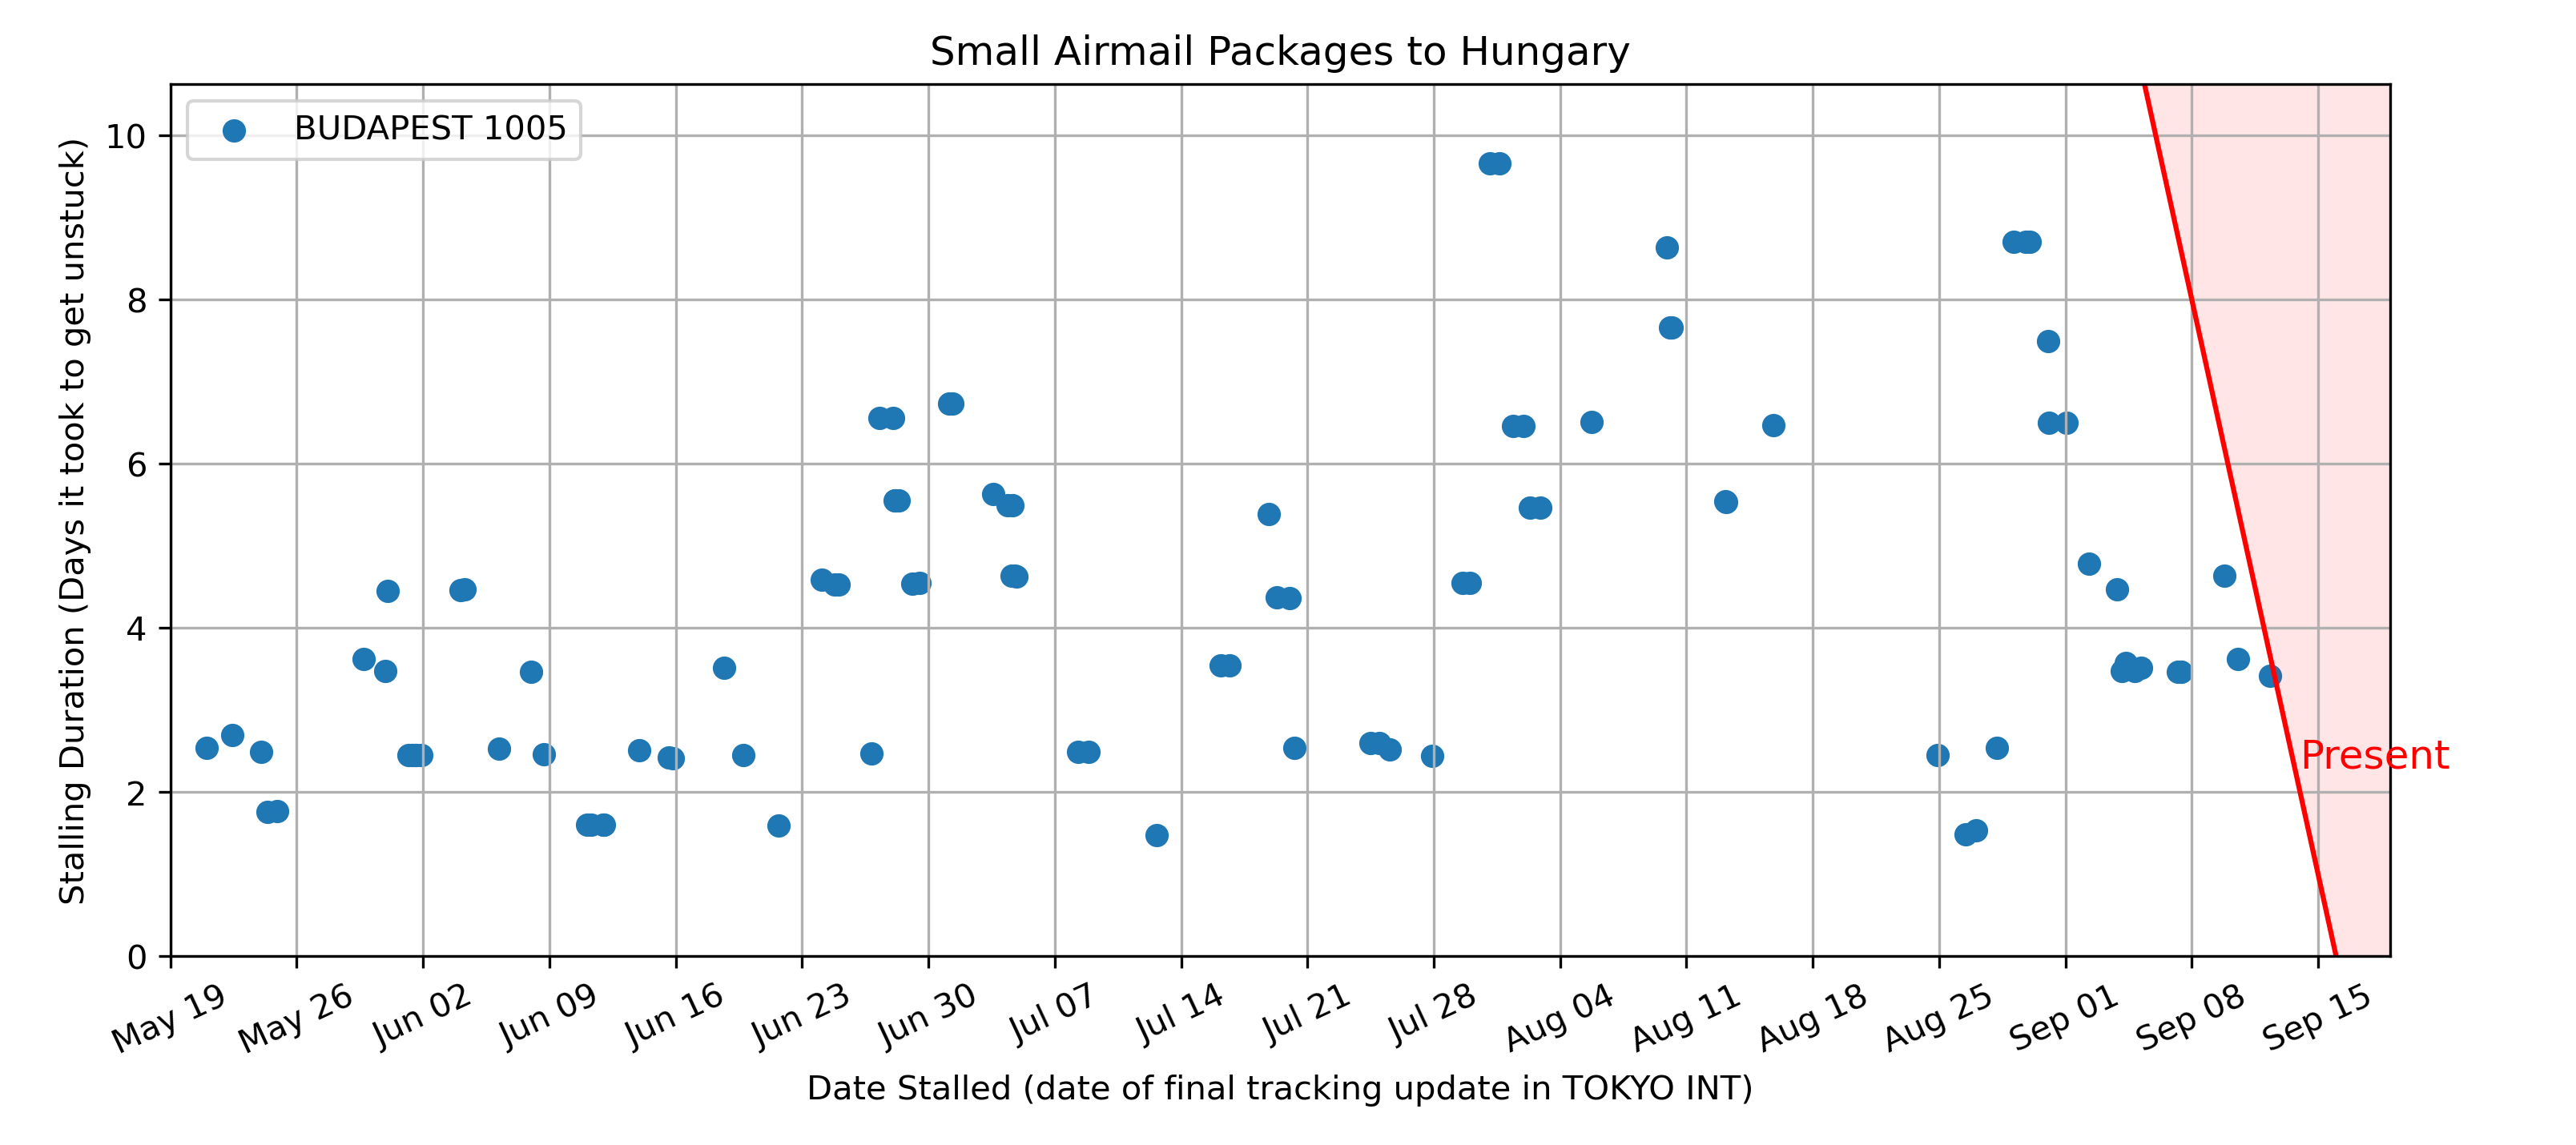 Small Airmail Packages to Hungary
BUDAPEST 1005
Stalling Duration (Days it took to get unstuck)
10
8
6
4
2
0
Present
May 19 May 26 Jun 02 Jun 09 Jun 16 Jun 23 Jun 30 Jul 07 Jul 14 Jul 21 Jul 28 Aug 04 Aug 11 Aug 18 Aug 25 Sep 01 Sep 08 Sep 15
Date Stalled (date of final tracking update in TOKYO INT)